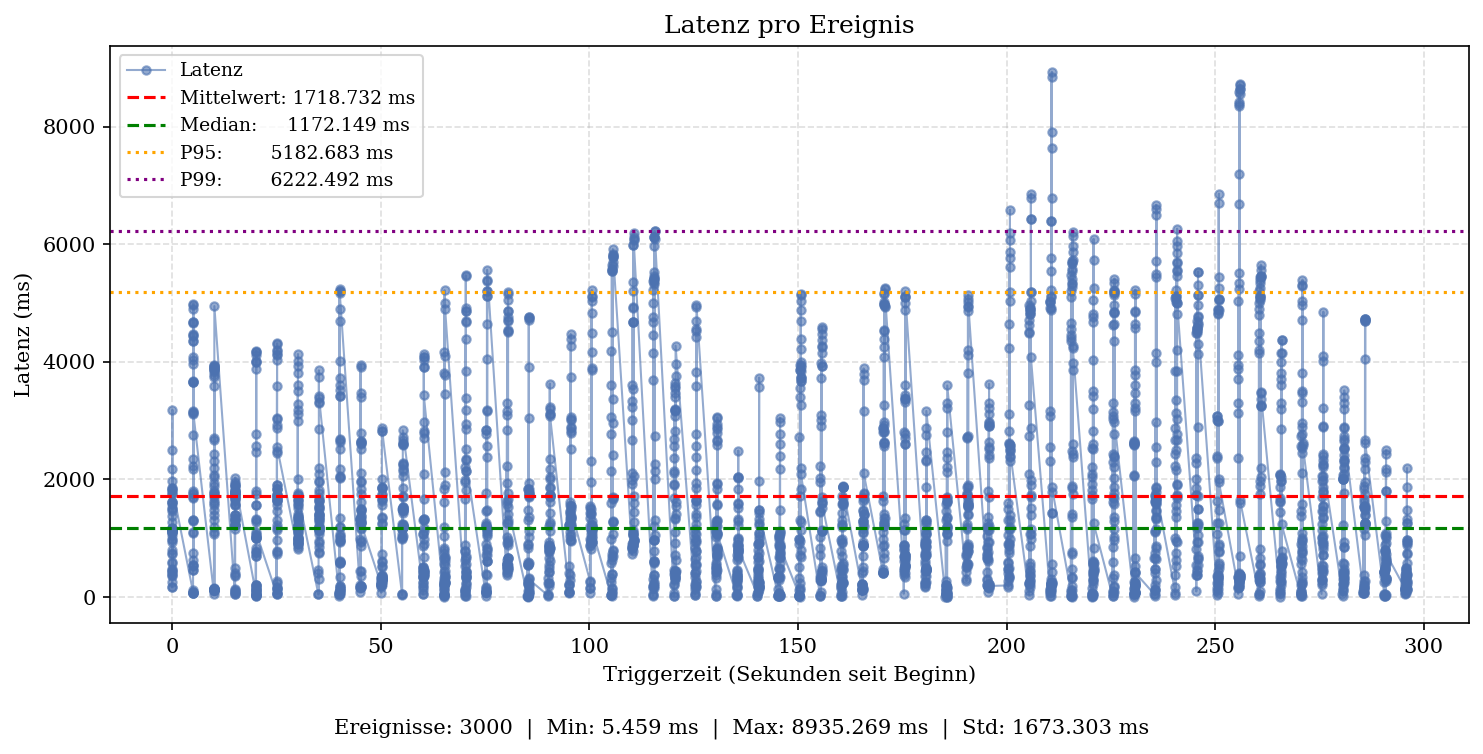 Latenz pro Ereignis
Latenz
Mittelwert: 1718.732 ms
Median: 1172.149 ms
P95: 5182.683 ms
P99: 6222.492 ms
8000
6000
4000
2000
0
Latenz (ms)
0 50 100 150 200 250 300
Triggerzeit (Sekunden seit Beginn)
Ereignisse: 3000 | Min: 5.459 ms | Max: 8935.269 ms | Std: 1673.303 ms